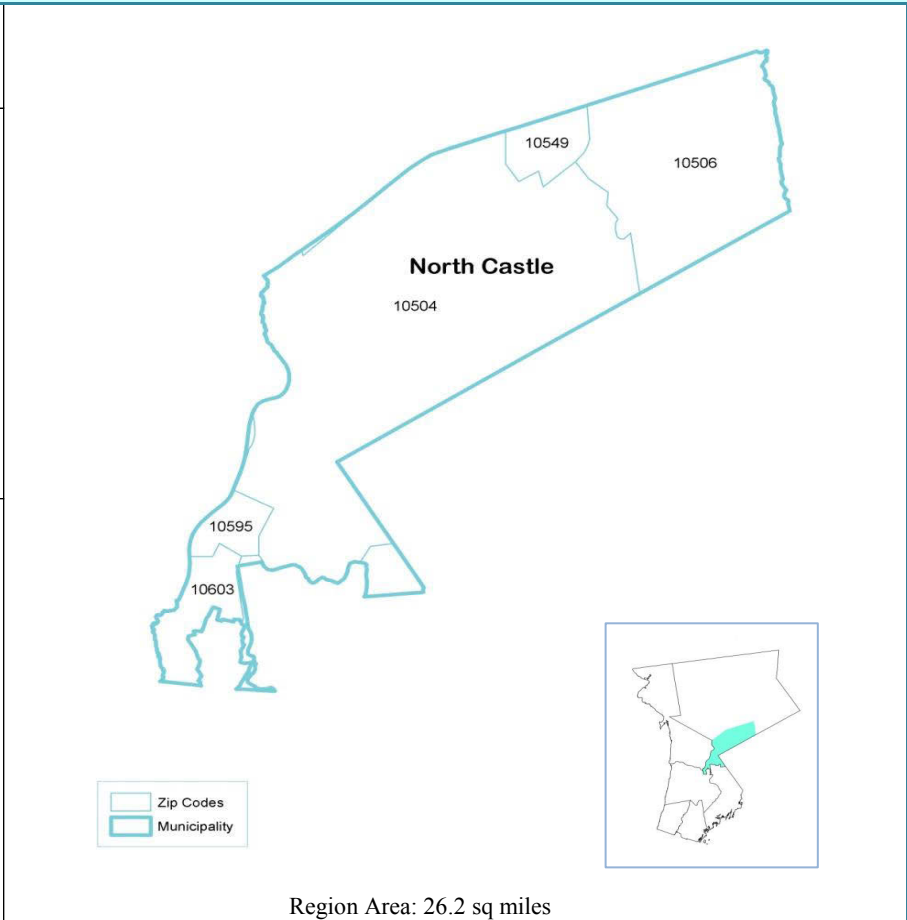 10549
10506
North Castle
10504
10595
10603
Zip Codes
Municipality
Region Area: 26.2 sq miles